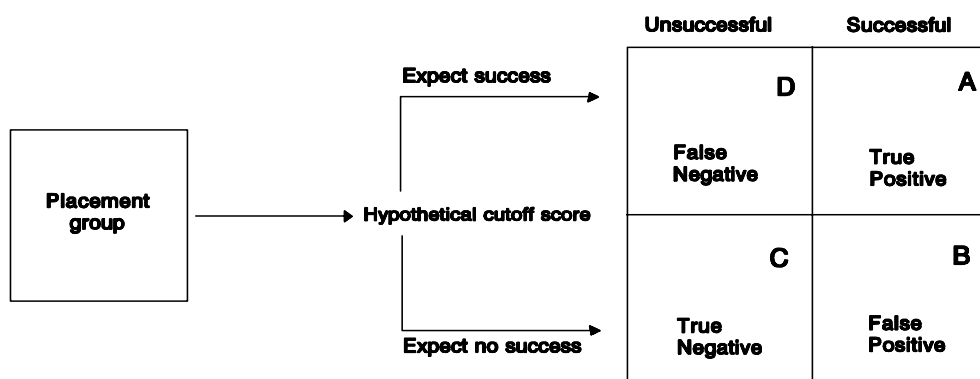 Unsuccessful
Successful
Expect success
D
A
False
Negative
True
Positive
Placement
group
Hypothetical cutoff score
C
B
True
Negative
False
Positive
Expect no success